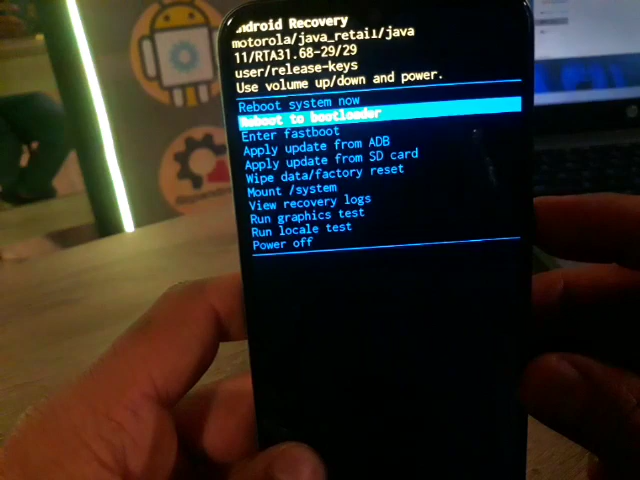 Android Recovery
motorola/java_retail/java
11/RTA31.68-29/29
user/release-keys
Use volume up/down and power.
Reboot system now
Reboot to bootloader
Enter fastboot
Apply update from ADB
Apply update from SD card
Wipe data/factory reset
Mount /system
View recovery logs
Run graphics test
Run locale test
Power off